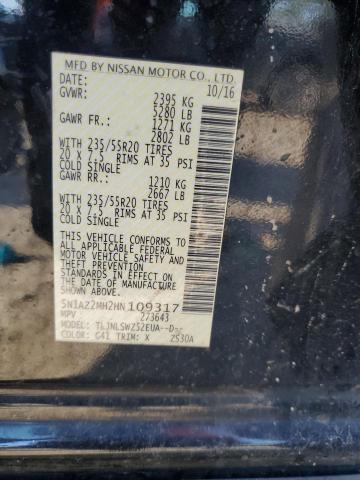 MFD BY NISSAN MOTOR CO., LTD.
DATE: 10/16
GVWR: 2395 KG
5280 LB
GAWR FR.: 1271 KG
2802 LB
WITH 235/55R20 TIRES
20 X 7.5 RIMS AT 35 PSI
COLD SINGLE
GAWR RR.: 1210 KG
2667 LB
WITH 235/55R20 TIRES
20 X 7.5 RIMS AT 35 PSI
COLD SINGLE
THIS VEHICLE CONFORMS TO
ALL APPLICABLE FEDERAL
MOTOR VEHICLE SAFETY AND
THEFT PREVENTION
STANDARDS IN EFFECT ON THE
DATE OF MANUFACTURE
SHOWN ABOVE.
5N1AZ2MH2HN109317
MPV 273643
MODEL: TLJNLSWZ52EUA--D
COLOR: G41 TRIM: X ZS30A